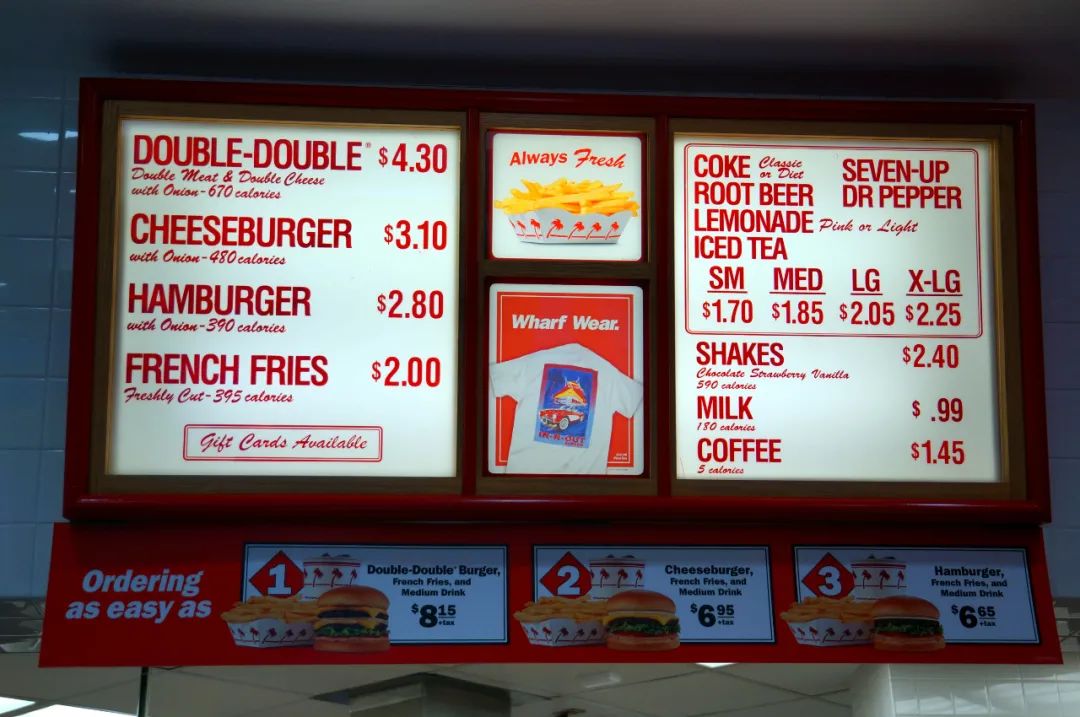 DOUBLE-DOUBLE® $4.30
Double Meat & Double Cheese
with Onion-670 calories
CHEESEBURGER $3.10
with Onion-480 calories
HAMBURGER $2.80
with Onion-390 calories
FRENCH FRIES $2.00
Freshly Cut-395 calories
Gift Cards Available
Always Fresh
Wharf Wear.
IN-N-OUT
COKE Classic or Diet SEVEN-UP
ROOT BEER DR PEPPER
LEMONADE Pink or Light
ICED TEA
SM MED LG X-LG
$1.70 $1.85 $2.05 $2.25
SHAKES $2.40
Chocolate Strawberry Vanilla
590 calories
MILK $ .99
180 calories
COFFEE $1.45
5 calories
Ordering
as easy as
1
Double-Double® Burger,
French Fries, and
Medium Drink
$8.15
+tax
2
Cheeseburger,
French Fries, and
Medium Drink
$6.95
+tax
3
Hamburger,
French Fries, and
Medium Drink
$6.65
+tax